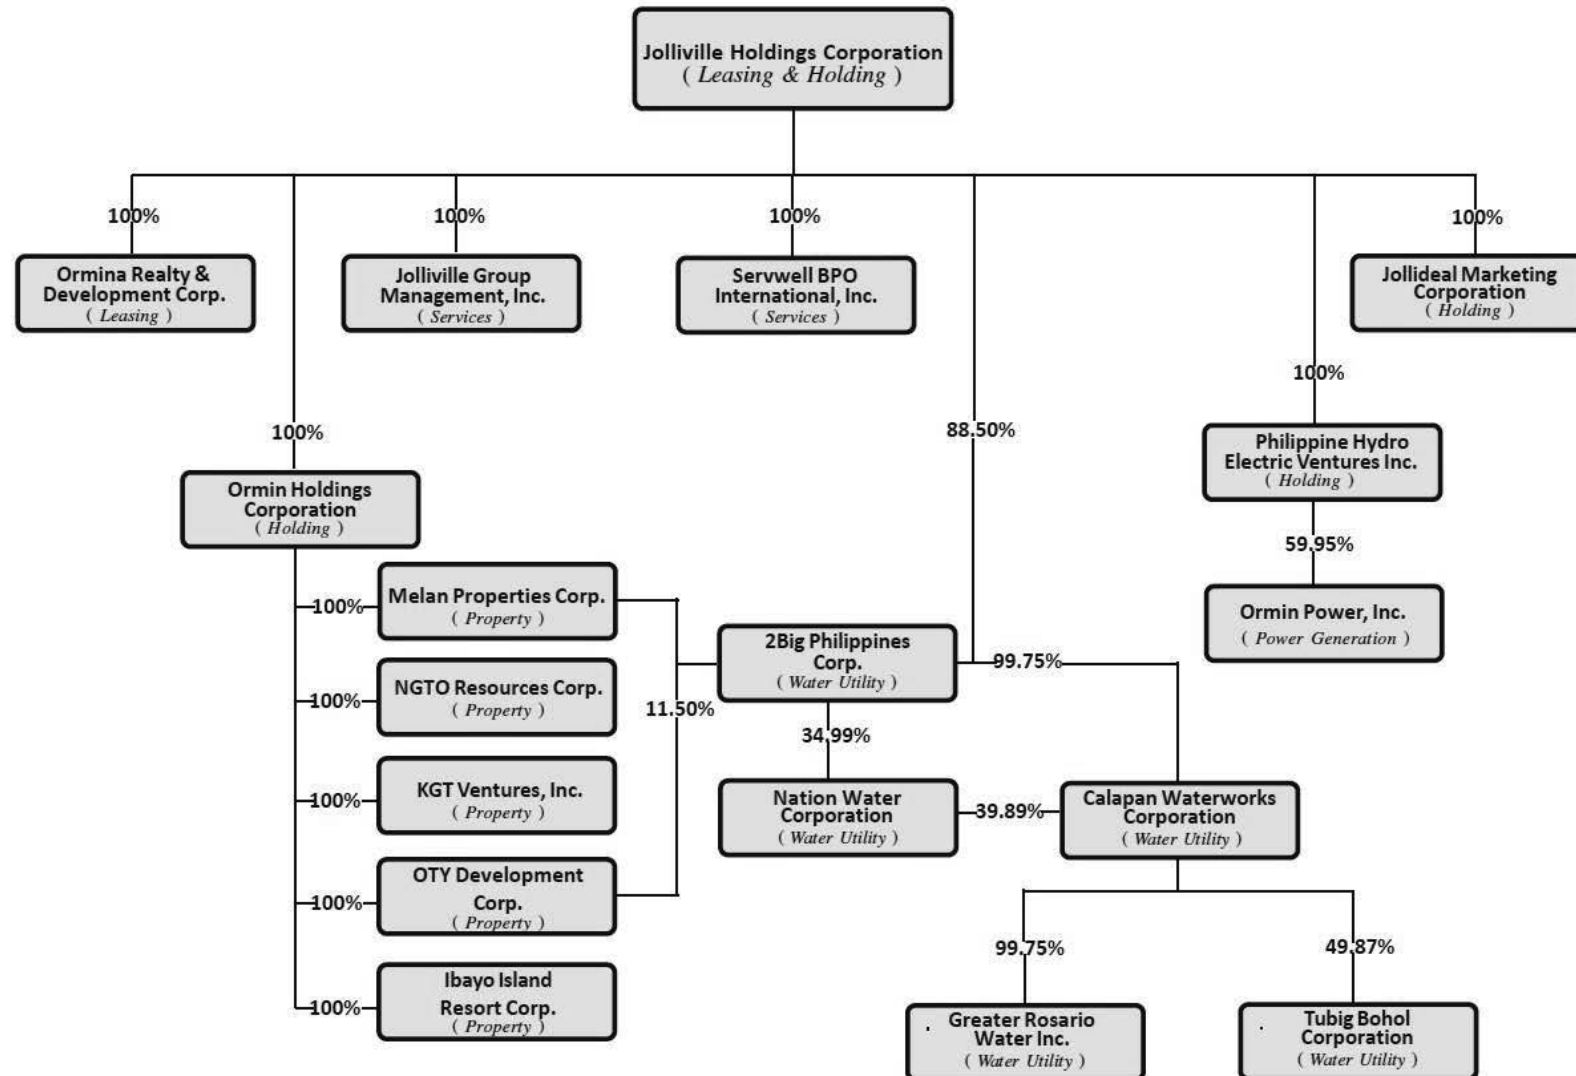 Jolliville Holdings Corporation
( Leasing & Holding )
100%
100%
100%
100%
Ormina Realty &
Development Corp.
( Leasing )
Jolliville Group
Management, Inc.
( Services )
Servwell BPO
International, Inc.
( Services )
Jollideal Marketing
Corporation
( Holding )
100%
100%
88.50%
Philippine Hydro
Electric Ventures Inc.
( Holding )
Ormin Holdings
Corporation
( Holding )
59.95%
Ormin Power, Inc.
( Power Generation )
100%
Melan Properties Corp.
( Property )
2Big Philippines
Corp.
( Water Utility )
99.75%
100%
NGTO Resources Corp.
( Property )
11.50%
34.99%
100%
KGT Ventures, Inc.
( Property )
Nation Water
Corporation
( Water Utility )
39.89%
Calapan Waterworks
Corporation
( Water Utility )
100%
OTY Development
Corp.
( Property )
99.75%
49.87%
100%
Ibayo Island
Resort Corp.
( Property )
Greater Rosario
Water Inc.
( Water Utility )
Tubig Bohol
Corporation
( Water Utility )